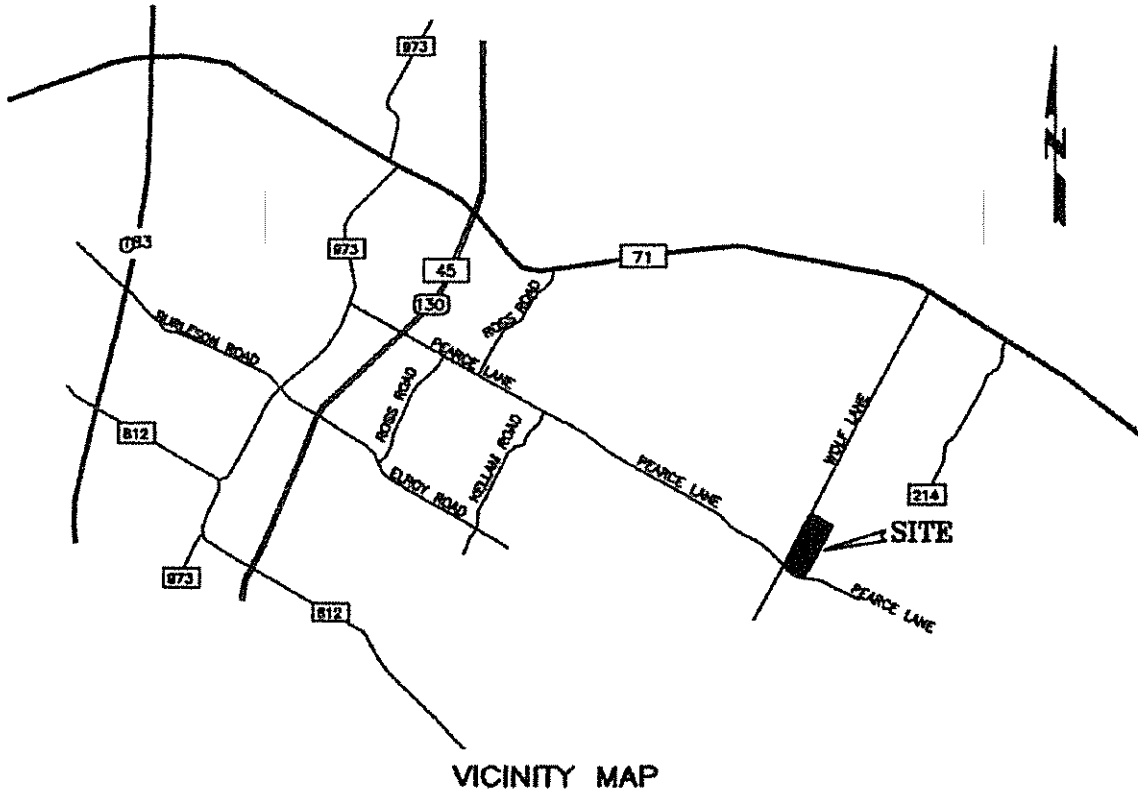 973
N
183
973
45
71
130
ROSS ROAD
BURLESON ROAD
PEARCE LANE
ROSS ROAD
WOLF LANE
812
KELLAM ROAD
PEARCE LANE
ELROY ROAD
214
SITE
973
PEARCE LANE
812
VICINITY MAP